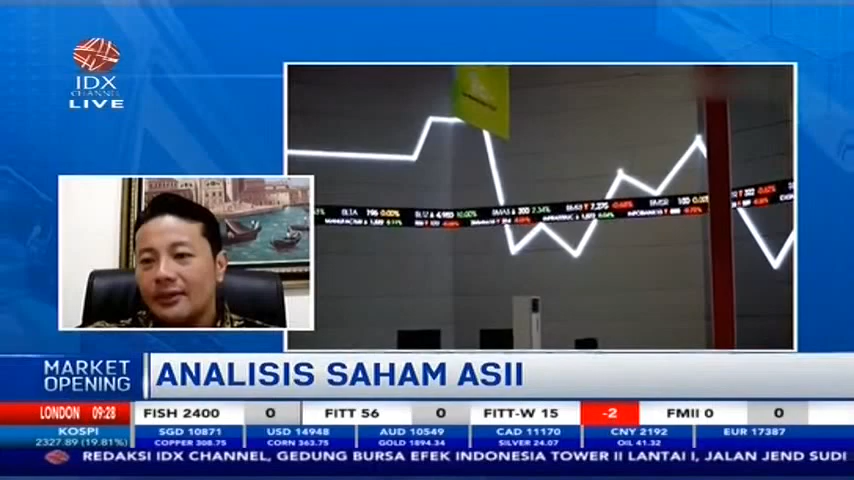 IDX
CHANNEL
LIVE
MARKET
OPENING
ANALISIS SAHAM ASII
LONDON 09:28 FISH 2400 0 FITT 56 0 FITT-W 15 -2 FMII 0 0
KOSPI SGD 10871 USD 14948 AUD 10549 CAD 11170 CNY 2192 EUR 17387
2327.89 (19.81%) COPPER 308.75 CORN 363.75 GOLD 1894.34 SILVER 24.07 OIL 41.32
REDAKSI IDX CHANNEL, GEDUNG BURSA EFEK INDONESIA TOWER II LANTAI I, JALAN JEND SUDI